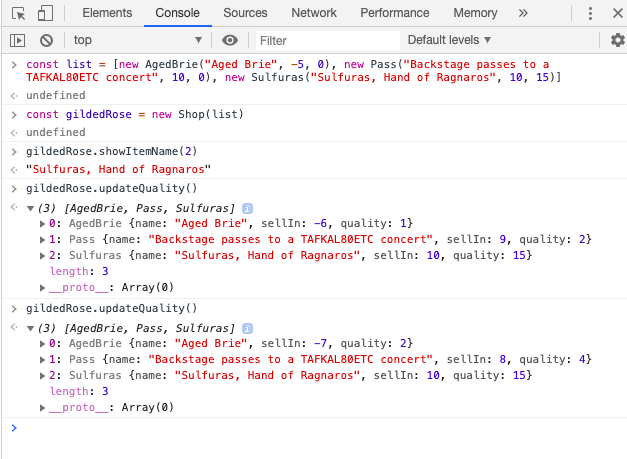 Elements Console Sources Network Performance Memory »
top Filter Default levels
> const list = [new AgedBrie("Aged Brie", -5, 0), new Pass("Backstage passes to a
TAFKAL80ETC concert", 10, 0), new Sulfuras("Sulfuras, Hand of Ragnaros", 10, 15)]
undefined
> const gildedRose = new Shop(list)
undefined
> gildedRose.showItemName(2)
"Sulfuras, Hand of Ragnaros"
> gildedRose.updateQuality()
(3) [AgedBrie, Pass, Sulfuras] i
0: AgedBrie {name: "Aged Brie", sellIn: -6, quality: 1}
1: Pass {name: "Backstage passes to a TAFKAL80ETC concert", sellIn: 9, quality: 2}
2: Sulfuras {name: "Sulfuras, Hand of Ragnaros", sellIn: 10, quality: 15}
length: 3
__proto__: Array(0)
> gildedRose.updateQuality()
(3) [AgedBrie, Pass, Sulfuras] i
0: AgedBrie {name: "Aged Brie", sellIn: -7, quality: 2}
1: Pass {name: "Backstage passes to a TAFKAL80ETC concert", sellIn: 8, quality: 4}
2: Sulfuras {name: "Sulfuras, Hand of Ragnaros", sellIn: 10, quality: 15}
length: 3
__proto__: Array(0)
>